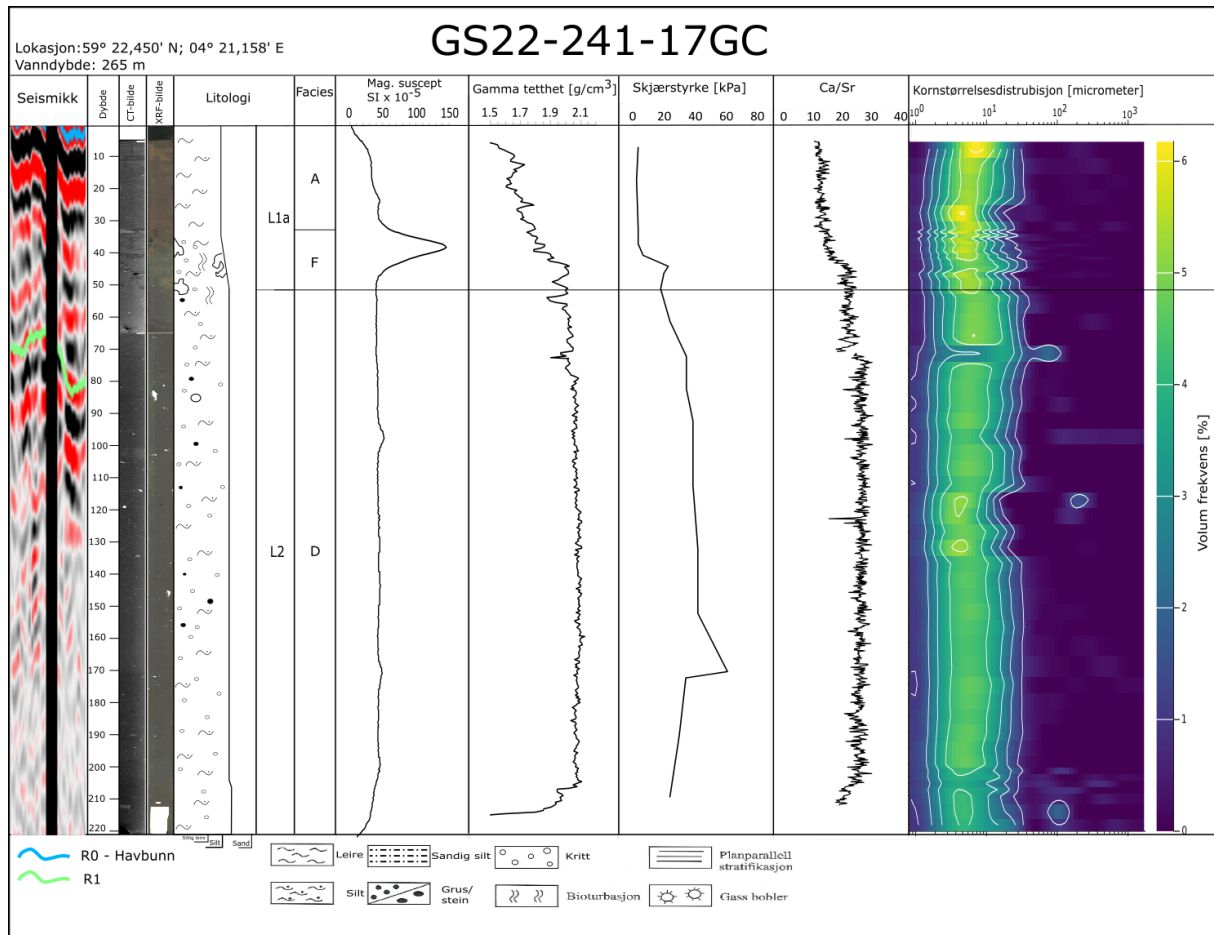 GS22-241-17GC
Lokasjon:59° 22,450' N; 04° 21,158' E
Vanndybde: 265 m
Seismikk
Dybde
CT-bilde
XRF-bilde
Litologi
Facies
Mag. suscept
SI x 10-5
0 50 100 150
Gamma tetthet [g/cm3]
1.5 1.7 1.9 2.1
Skjærstyrke [kPa]
0 20 40 60 80
Ca/Sr
0 10 20 30 40
Kornstørrelsesdistrubisjon [micrometer]
10^0 10^1 10^2 10^3
10
20
30
40
50
60
70
80
90
100
110
120
130
140
150
160
170
180
190
200
210
220
L1a
L2
A
F
D
6
5
4
3
2
1
0
Volum frekvens [%]
Siltig leire
Silt
Sand
R0 - Havbunn
R1
Leire
Sandig silt
Kritt
Planparallell
stratifikasjon
Silt
Grus/
stein
Bioturbasjon
Gass bobler